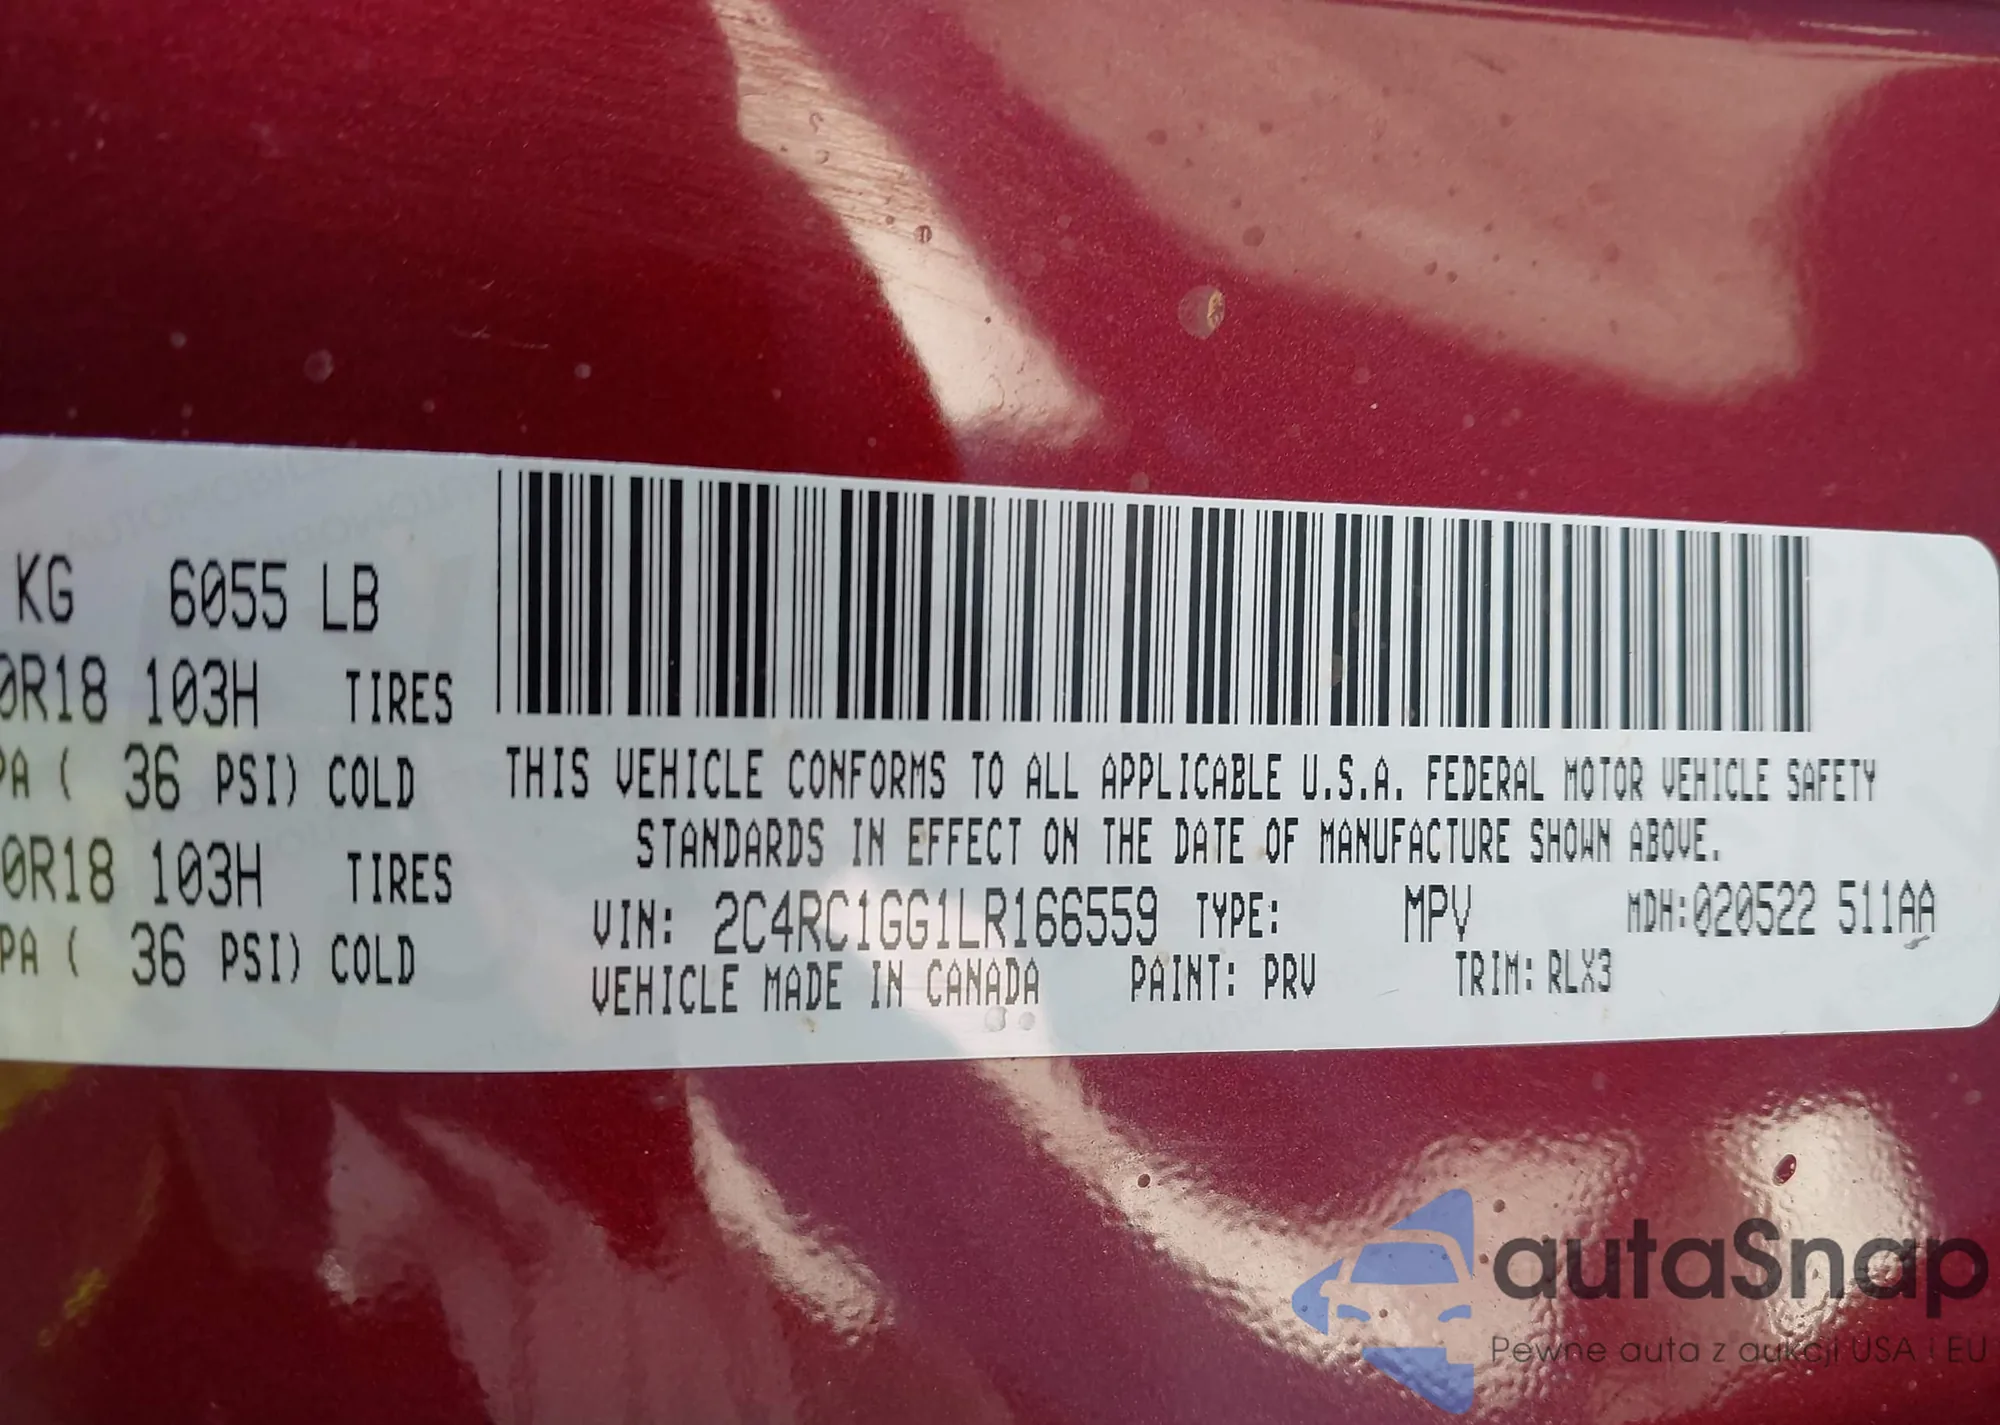 KG 6055 LB
0R18 103H TIRES
PA ( 36 PSI) COLD
0R18 103H TIRES
PA ( 36 PSI) COLD
THIS VEHICLE CONFORMS TO ALL APPLICABLE U.S.A. FEDERAL MOTOR VEHICLE SAFETY
STANDARDS IN EFFECT ON THE DATE OF MANUFACTURE SHOWN ABOVE.
VIN: 2C4RC1GG1LR166559 TYPE: MPV MDH:020522 511AA
VEHICLE MADE IN CANADA PAINT: PRV TRIM: RLX3
autaSnap
Pewne auta z aukcji USA i EU